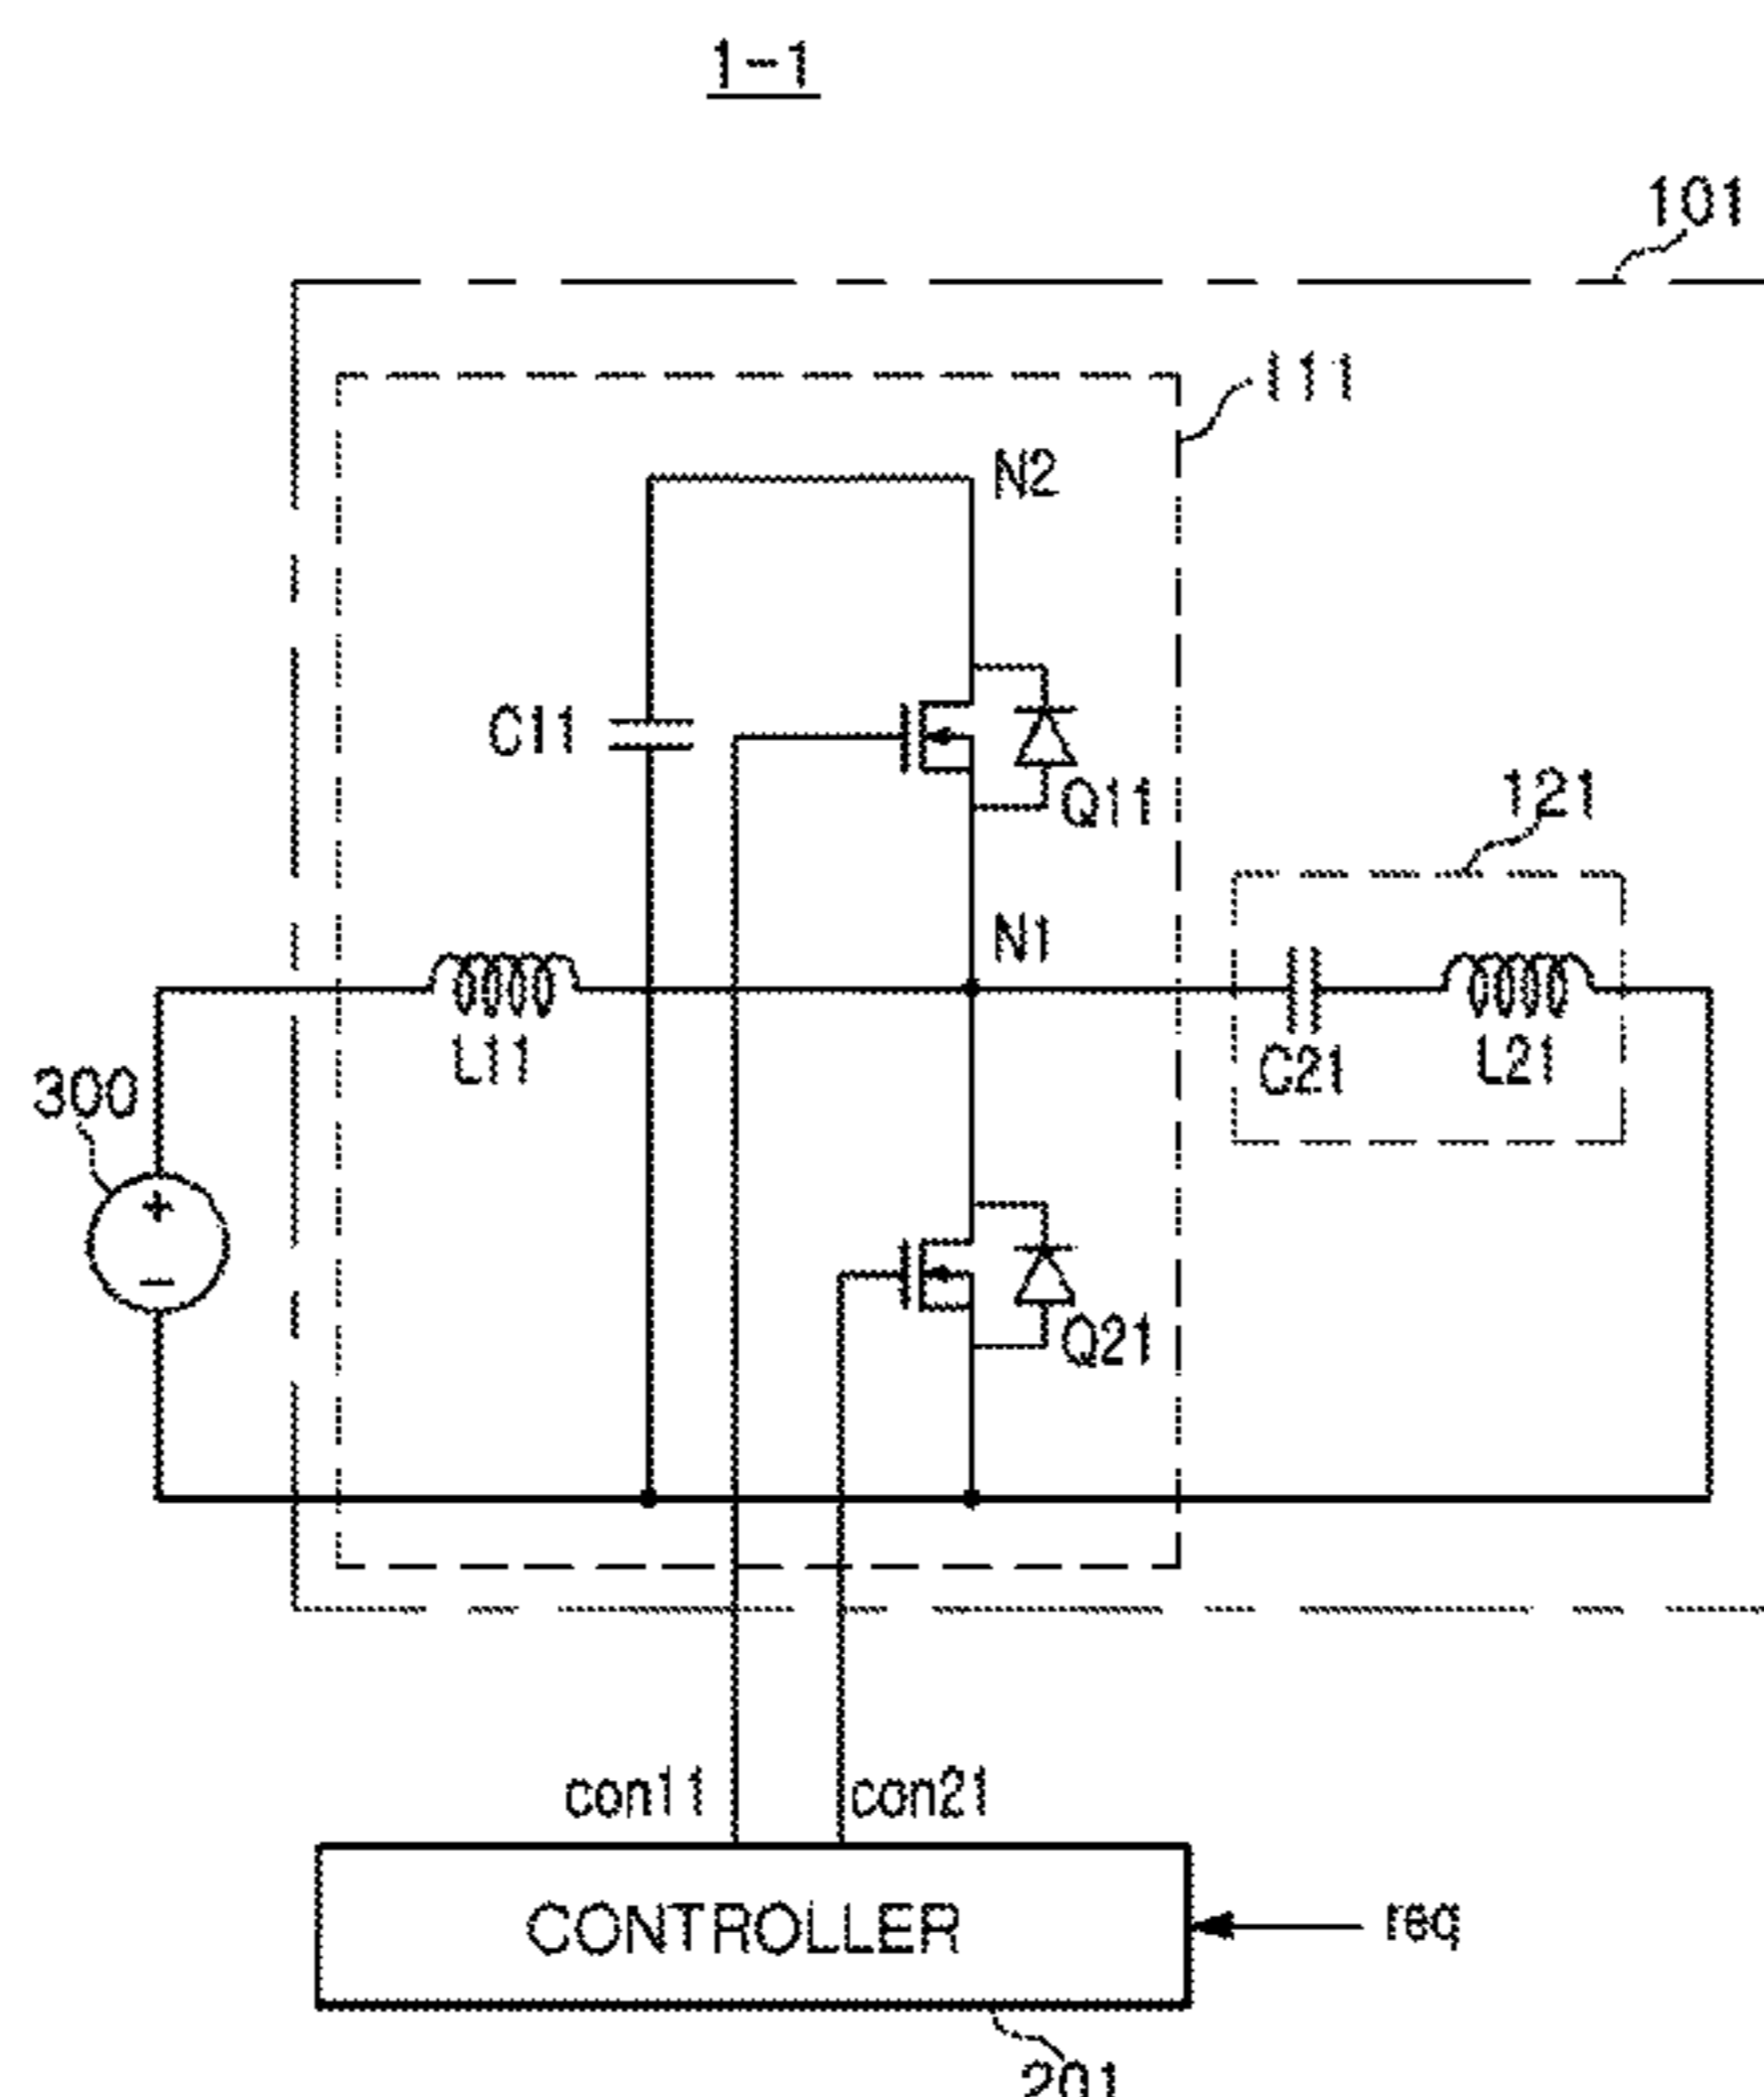 1-1
101
111
N2
C11
Q11
121
N1
L11
C21
L21
300
+
−
Q21
con11
con21
CONTROLLER
req
201